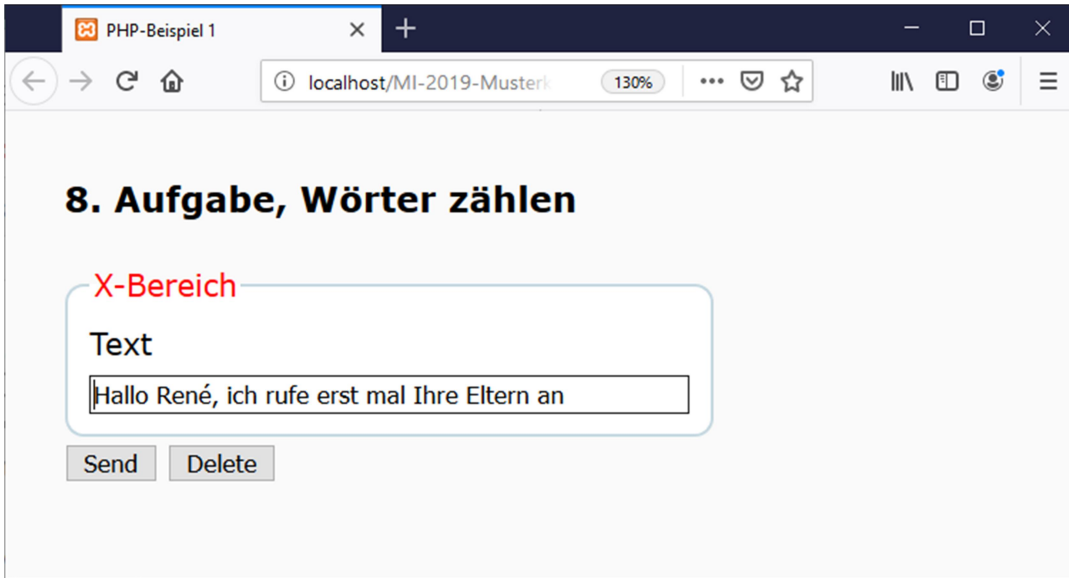 PHP-Beispiel 1
localhost/MI-2019-Musterk
130%
8. Aufgabe, Wörter zählen
X-Bereich
Text
Hallo René, ich rufe erst mal Ihre Eltern an
Send Delete